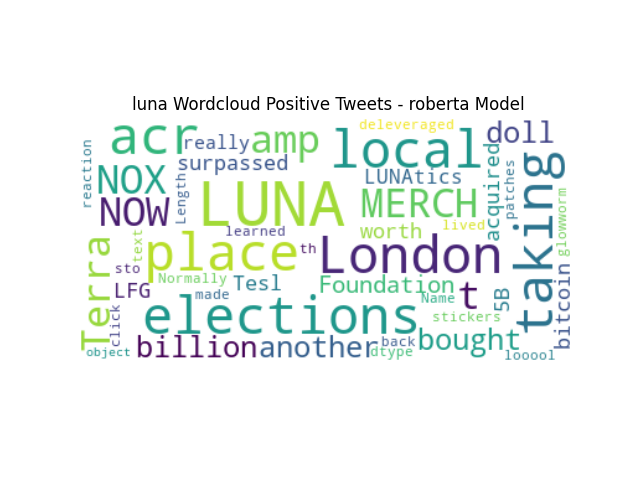 luna Wordcloud Positive Tweets - roberta Model
acr
really
amp
deleveraged
local
doll
reaction
NOX
surpassed
LUNAtics
acquired
patches
taking
NOW
Length
LUNA
MERCH
worth
lived
glowworm
learned
th
text
place
London
Terra
sto
Normally
Tesl
Foundation
t
LFG
made
Name
5B
bitcoin
click
elections
stickers
object
billion
another
back
dtype
bought
looool